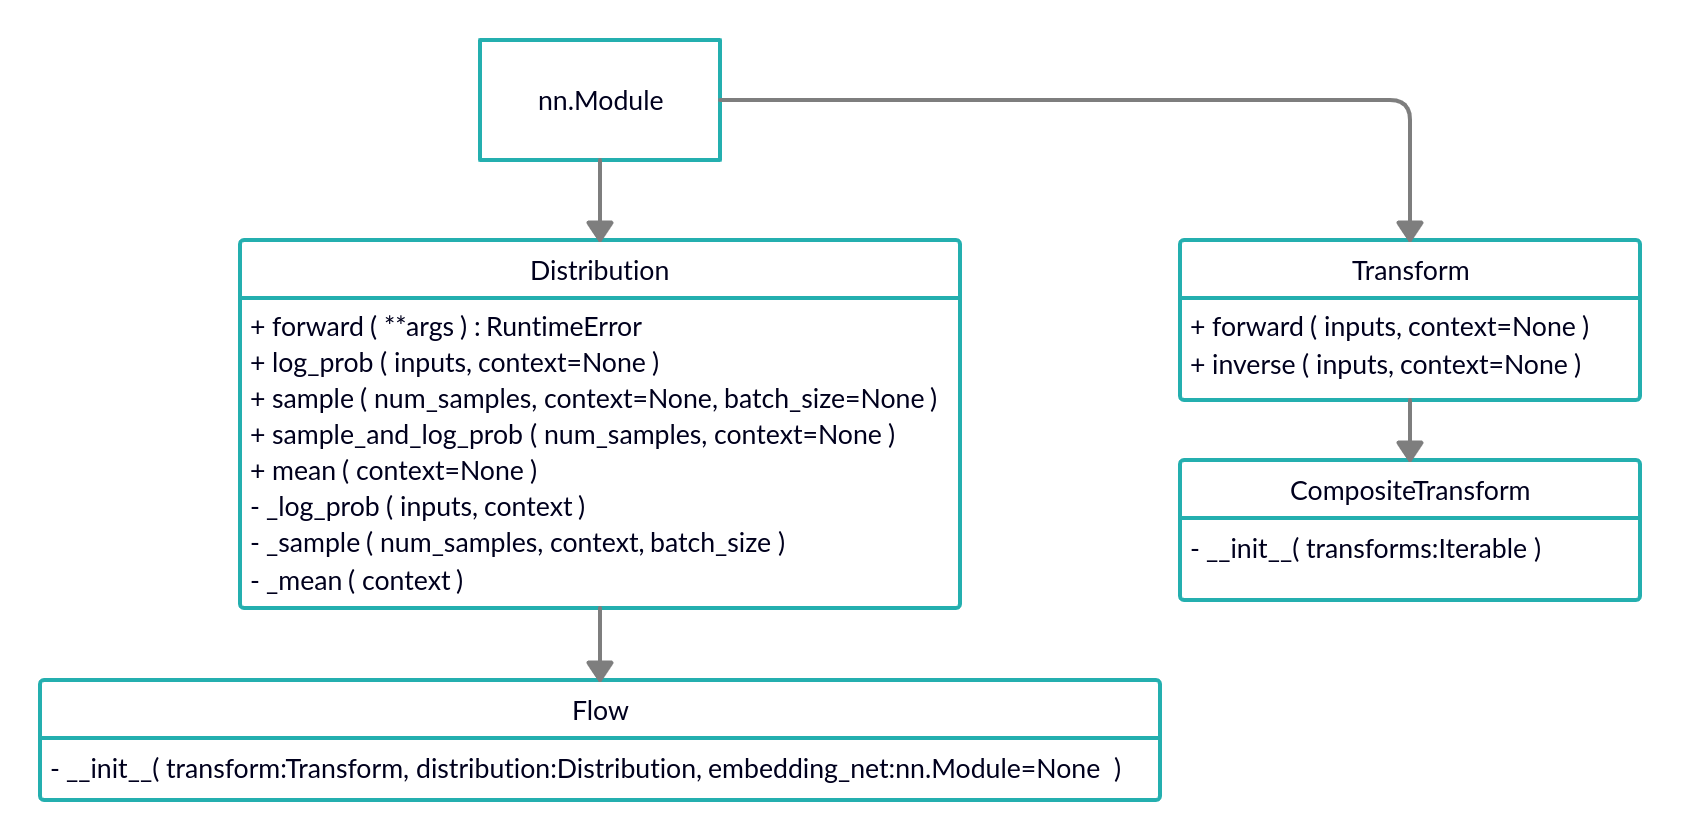 nn.Module
Distribution
+ forward ( **args ) : RuntimeError
+ log_prob ( inputs, context=None )
+ sample ( num_samples, context=None, batch_size=None )
+ sample_and_log_prob ( num_samples, context=None )
+ mean ( context=None )
- _log_prob ( inputs, context )
- _sample ( num_samples, context, batch_size )
- _mean ( context )
Transform
+ forward ( inputs, context=None )
+ inverse ( inputs, context=None )
CompositeTransform
- __init__( transforms:Iterable )
Flow
- __init__( transform:Transform, distribution:Distribution, embedding_net:nn.Module=None )